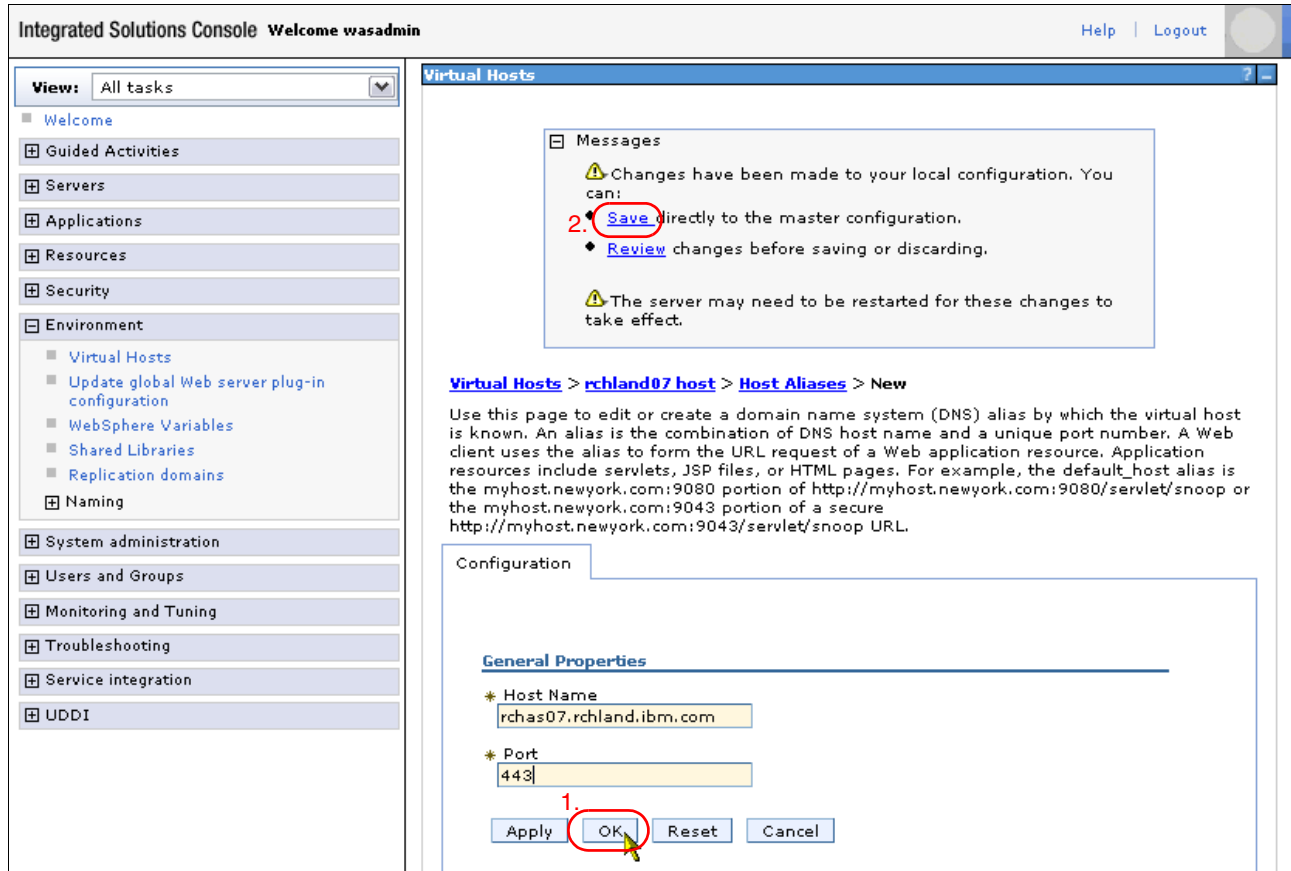 Integrated Solutions Console Welcome wasadmin
Help | Logout
View: All tasks
Welcome
Guided Activities
Servers
Applications
Resources
Security
Environment
Virtual Hosts
Update global Web server plug-in
configuration
WebSphere Variables
Shared Libraries
Replication domains
Naming
System administration
Users and Groups
Monitoring and Tuning
Troubleshooting
Service integration
UDDI
Virtual Hosts ? -
Messages
Changes have been made to your local configuration. You
can:
2. Save directly to the master configuration.
Review changes before saving or discarding.
The server may need to be restarted for these changes to
take effect.
Virtual Hosts > rchland07 host > Host Aliases > New
Use this page to edit or create a domain name system (DNS) alias by which the virtual host
is known. An alias is the combination of DNS host name and a unique port number. A Web
client uses the alias to form the URL request of a Web application resource. Application
resources include servlets, JSP files, or HTML pages. For example, the default_host alias is
the myhost.newyork.com:9080 portion of http://myhost.newyork.com:9080/servlet/snoop or
the myhost.newyork.com:9043 portion of a secure
http://myhost.newyork.com:9043/servlet/snoop URL.
Configuration
General Properties
* Host Name
rchas07.rchland.ibm.com
* Port
443
1.
Apply OK Reset Cancel